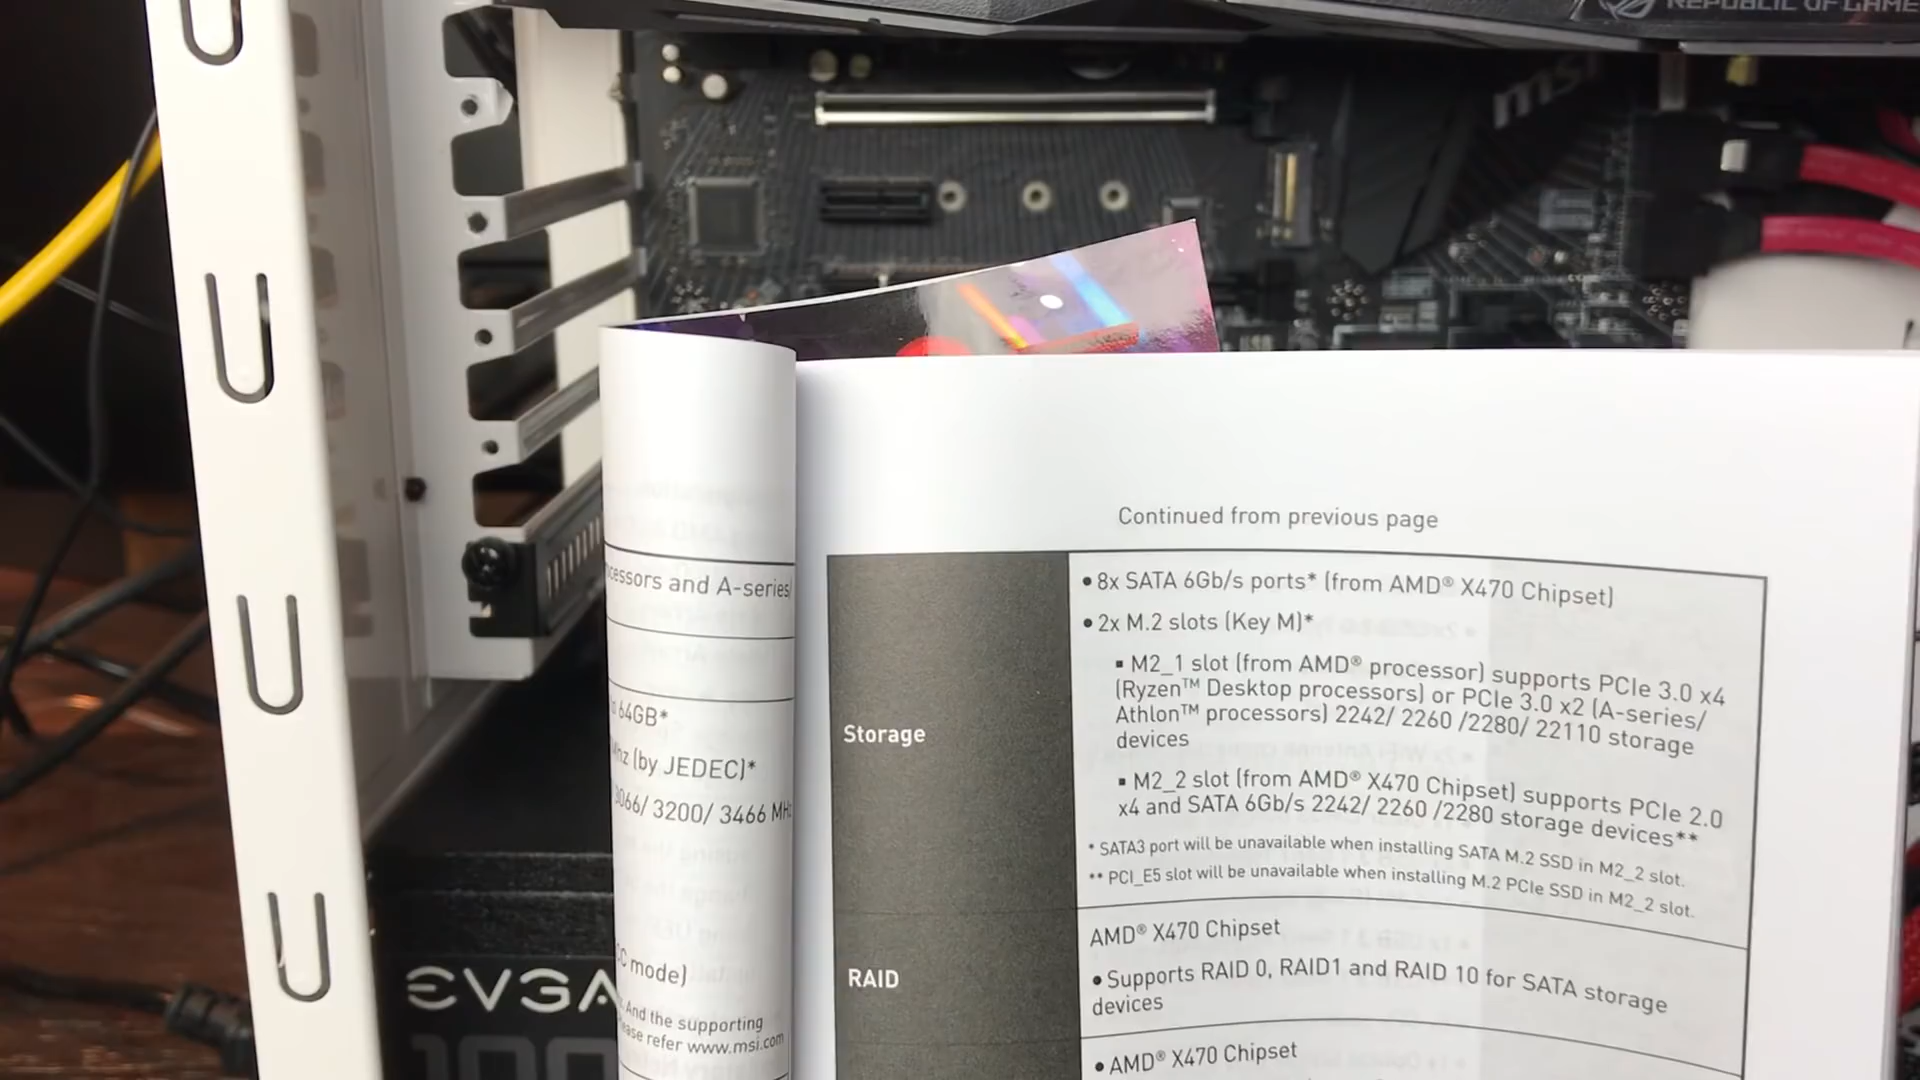 REPUBLIC OF GAME
msi
Continued from previous page
cessors and A-series/
64GB*
hz (by JEDEC)*
3066/ 3200/ 3466 MH
C mode)
. And the supporting
ease refer www.msi.com
Storage
• 8x SATA 6Gb/s ports* (from AMD® X470 Chipset)
• 2x M.2 slots (Key M)*
▪ M2_1 slot (from AMD® processor) supports PCIe 3.0 x4
(Ryzen™ Desktop processors) or PCIe 3.0 x2 (A-series/
Athlon™ processors) 2242/ 2260 /2280/ 22110 storage
devices
▪ M2_2 slot (from AMD® X470 Chipset) supports PCIe 2.0
x4 and SATA 6Gb/s 2242/ 2260 /2280 storage devices**
* SATA3 port will be unavailable when installing SATA M.2 SSD in M2_2 slot.
** PCI_E5 slot will be unavailable when installing M.2 PCIe SSD in M2_2 slot.
RAID
AMD® X470 Chipset
• Supports RAID 0, RAID1 and RAID 10 for SATA storage
devices
• AMD® X470 Chipset
EVGA